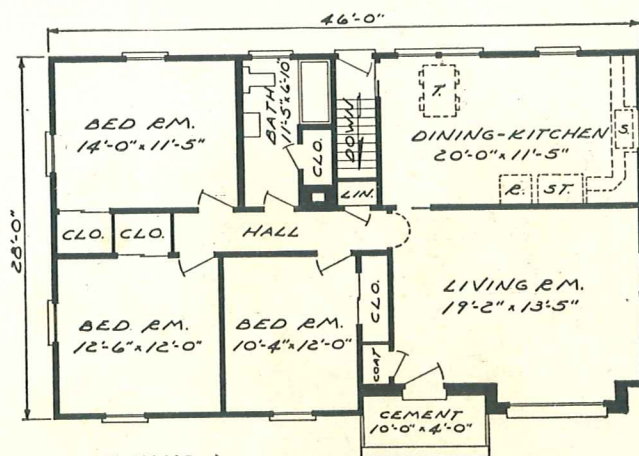 46'-0"
28'-0"
BED RM.
14'-0" x 11'-5"
BATH
11'-5" x 6'-10"
CLO.
DOWN
LIN.
T.
DINING-KITCHEN
20'-0" x 11'-5"
S.
R.
ST.
CLO.
CLO.
HALL
BED RM.
12'-6" x 12'-0"
BED RM.
10'-4" x 12'-0"
CLO.
COAT
LIVING RM.
19'-2" x 13'-5"
CEMENT
10'-0" x 4'-0"